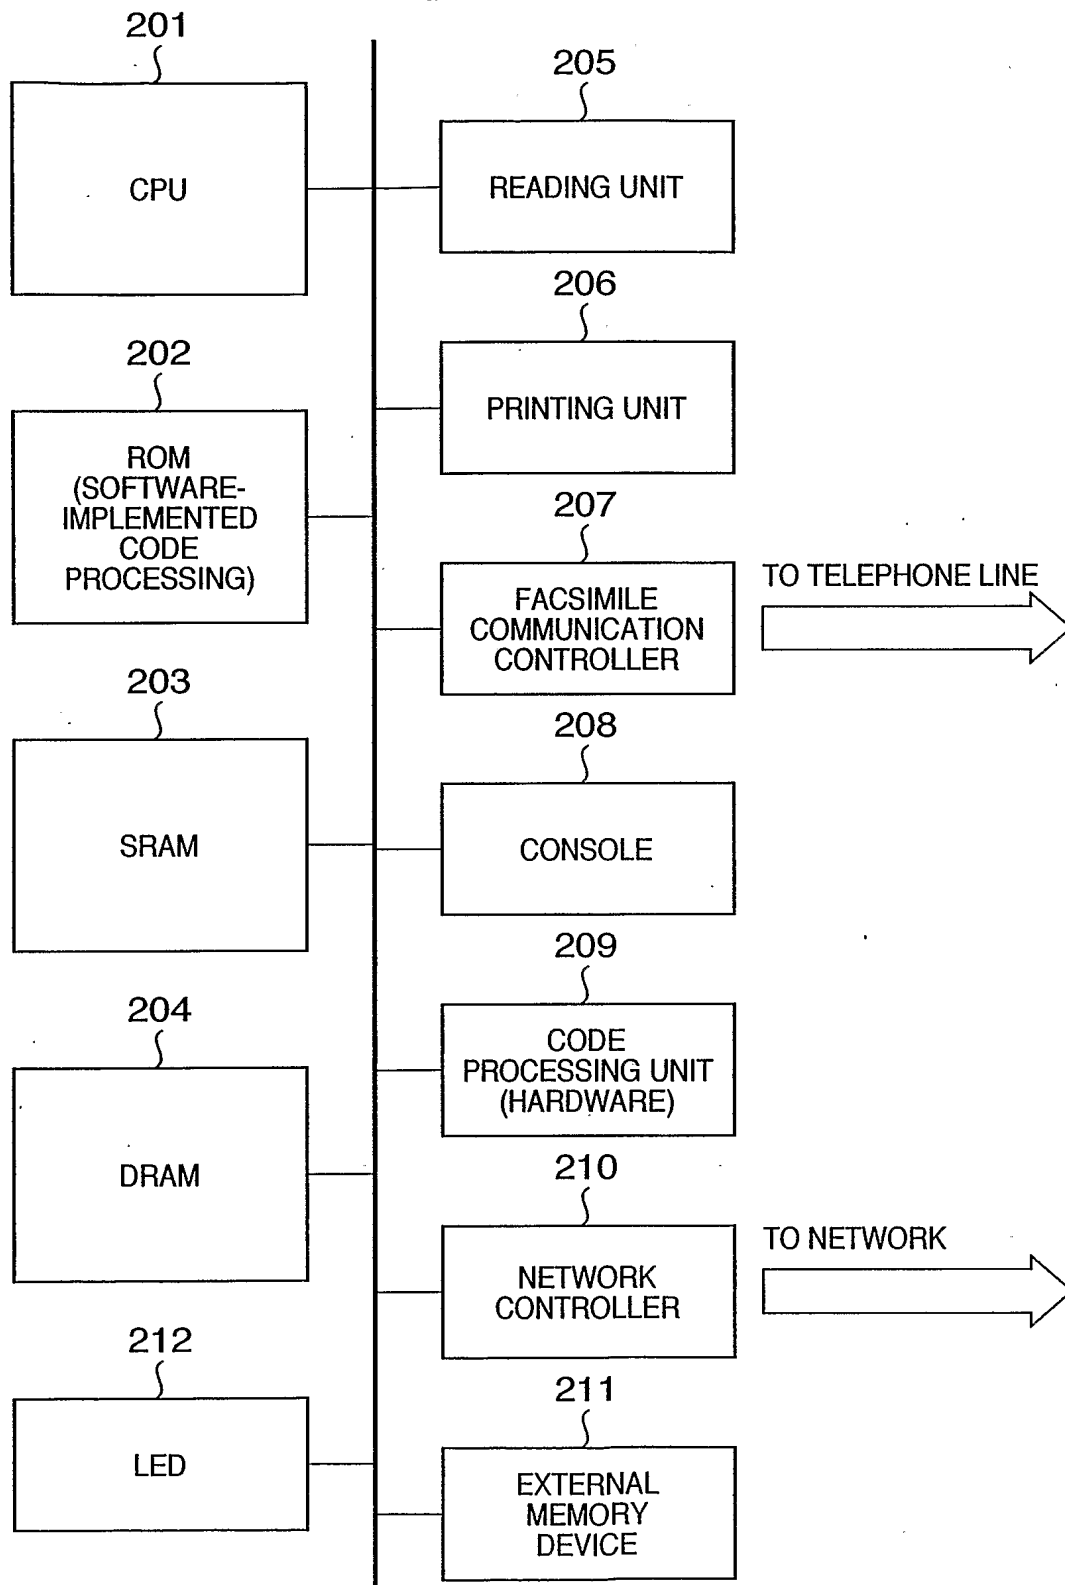 201
CPU
202
ROM
(SOFTWARE-
IMPLEMENTED
CODE
PROCESSING)
203
SRAM
204
DRAM
212
LED
205
READING UNIT
206
PRINTING UNIT
207
FACSIMILE
COMMUNICATION
CONTROLLER
TO TELEPHONE LINE
208
CONSOLE
209
CODE
PROCESSING UNIT
(HARDWARE)
210
NETWORK
CONTROLLER
TO NETWORK
211
EXTERNAL
MEMORY
DEVICE